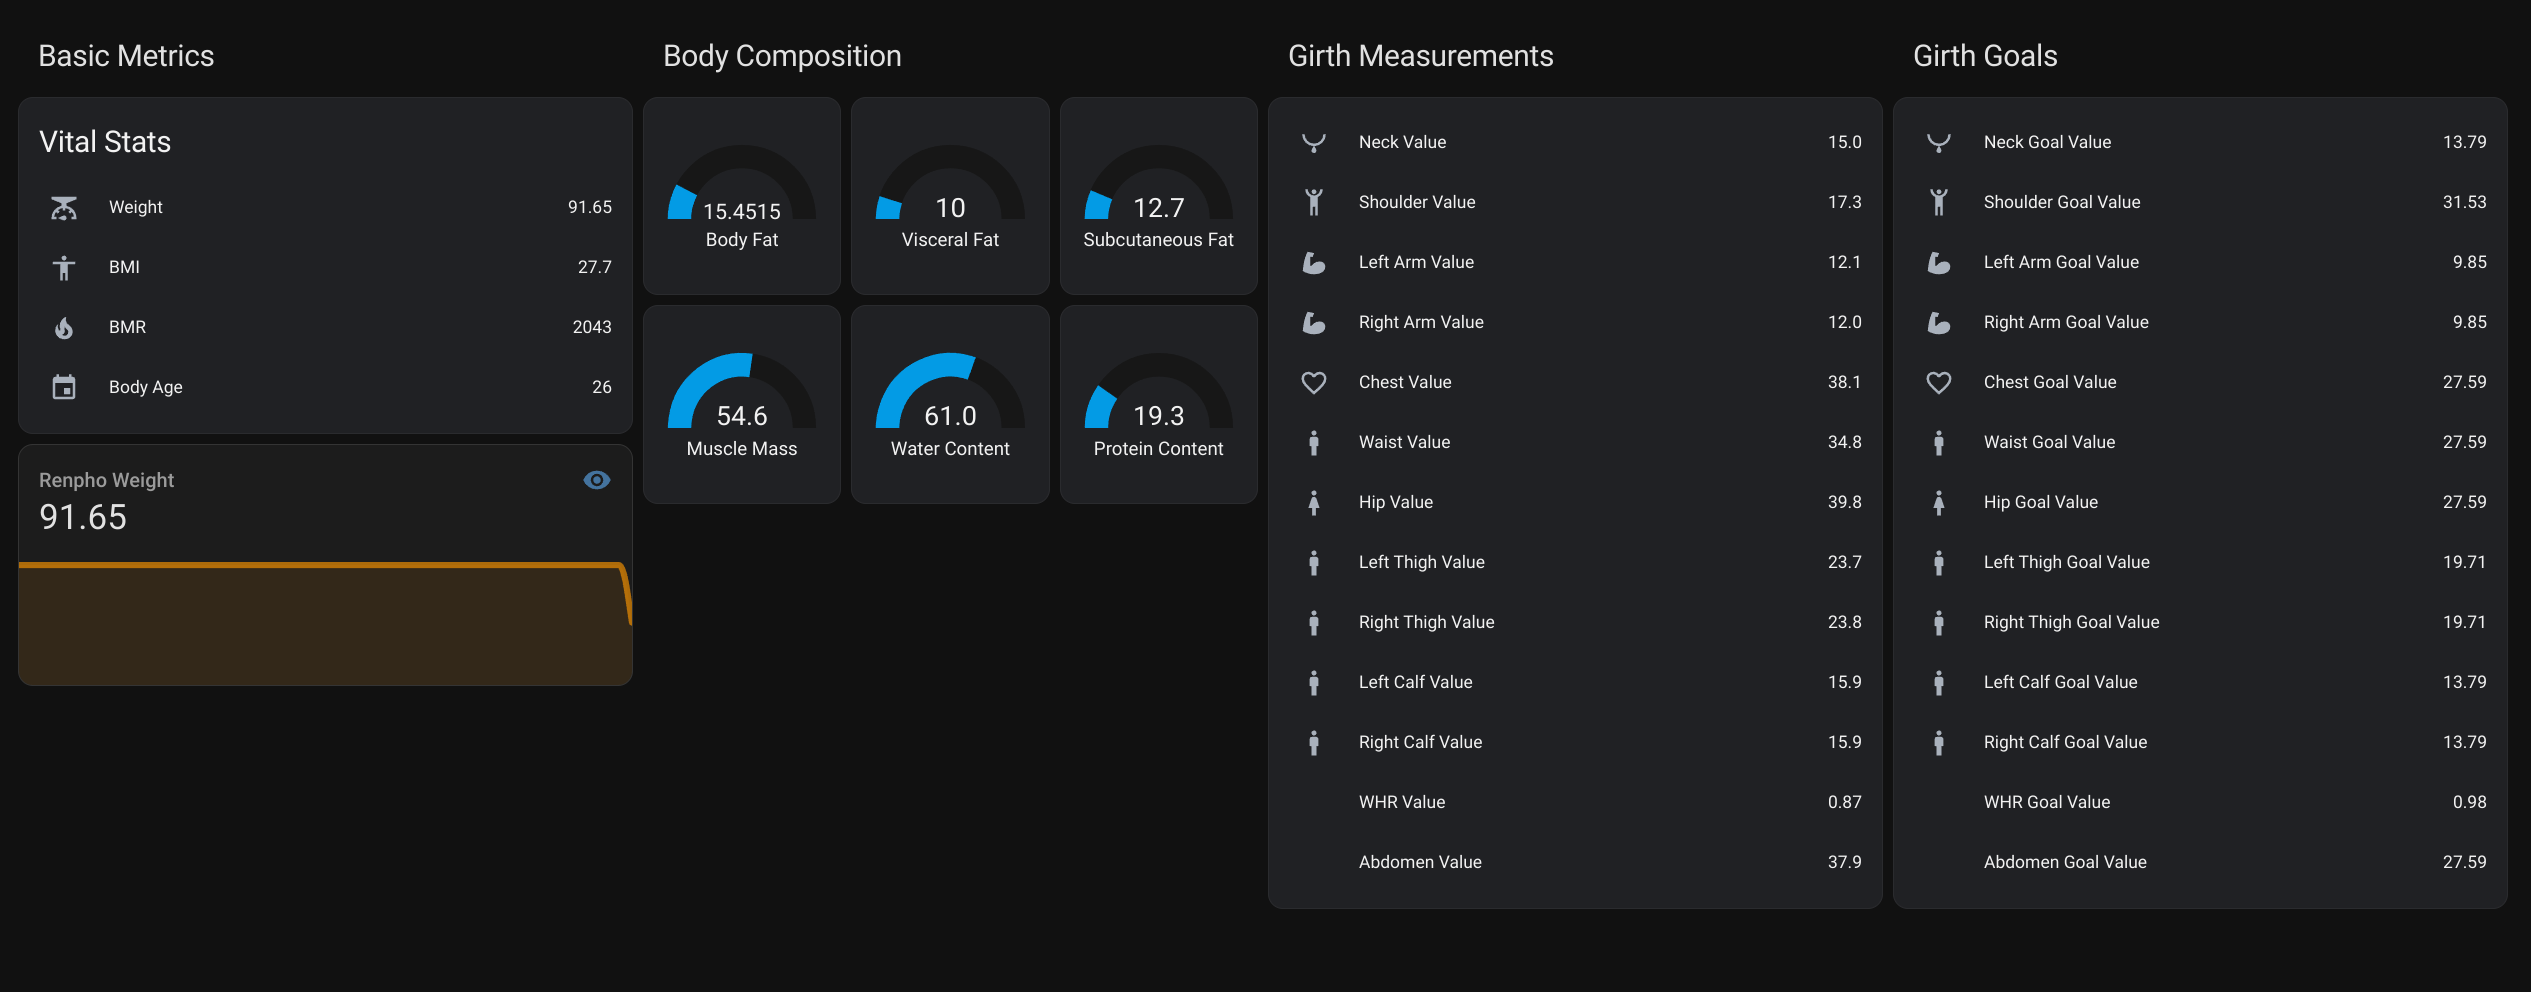 Basic Metrics
Vital Stats
Weight 91.65
BMI 27.7
BMR 2043
Body Age 26
Renpho Weight
91.65
Body Composition
15.4515
Body Fat
10
Visceral Fat
12.7
Subcutaneous Fat
54.6
Muscle Mass
61.0
Water Content
19.3
Protein Content
Girth Measurements
Neck Value 15.0
Shoulder Value 17.3
Left Arm Value 12.1
Right Arm Value 12.0
Chest Value 38.1
Waist Value 34.8
Hip Value 39.8
Left Thigh Value 23.7
Right Thigh Value 23.8
Left Calf Value 15.9
Right Calf Value 15.9
WHR Value 0.87
Abdomen Value 37.9
Girth Goals
Neck Goal Value 13.79
Shoulder Goal Value 31.53
Left Arm Goal Value 9.85
Right Arm Goal Value 9.85
Chest Goal Value 27.59
Waist Goal Value 27.59
Hip Goal Value 27.59
Left Thigh Goal Value 19.71
Right Thigh Goal Value 19.71
Left Calf Goal Value 13.79
Right Calf Goal Value 13.79
WHR Goal Value 0.98
Abdomen Goal Value 27.59